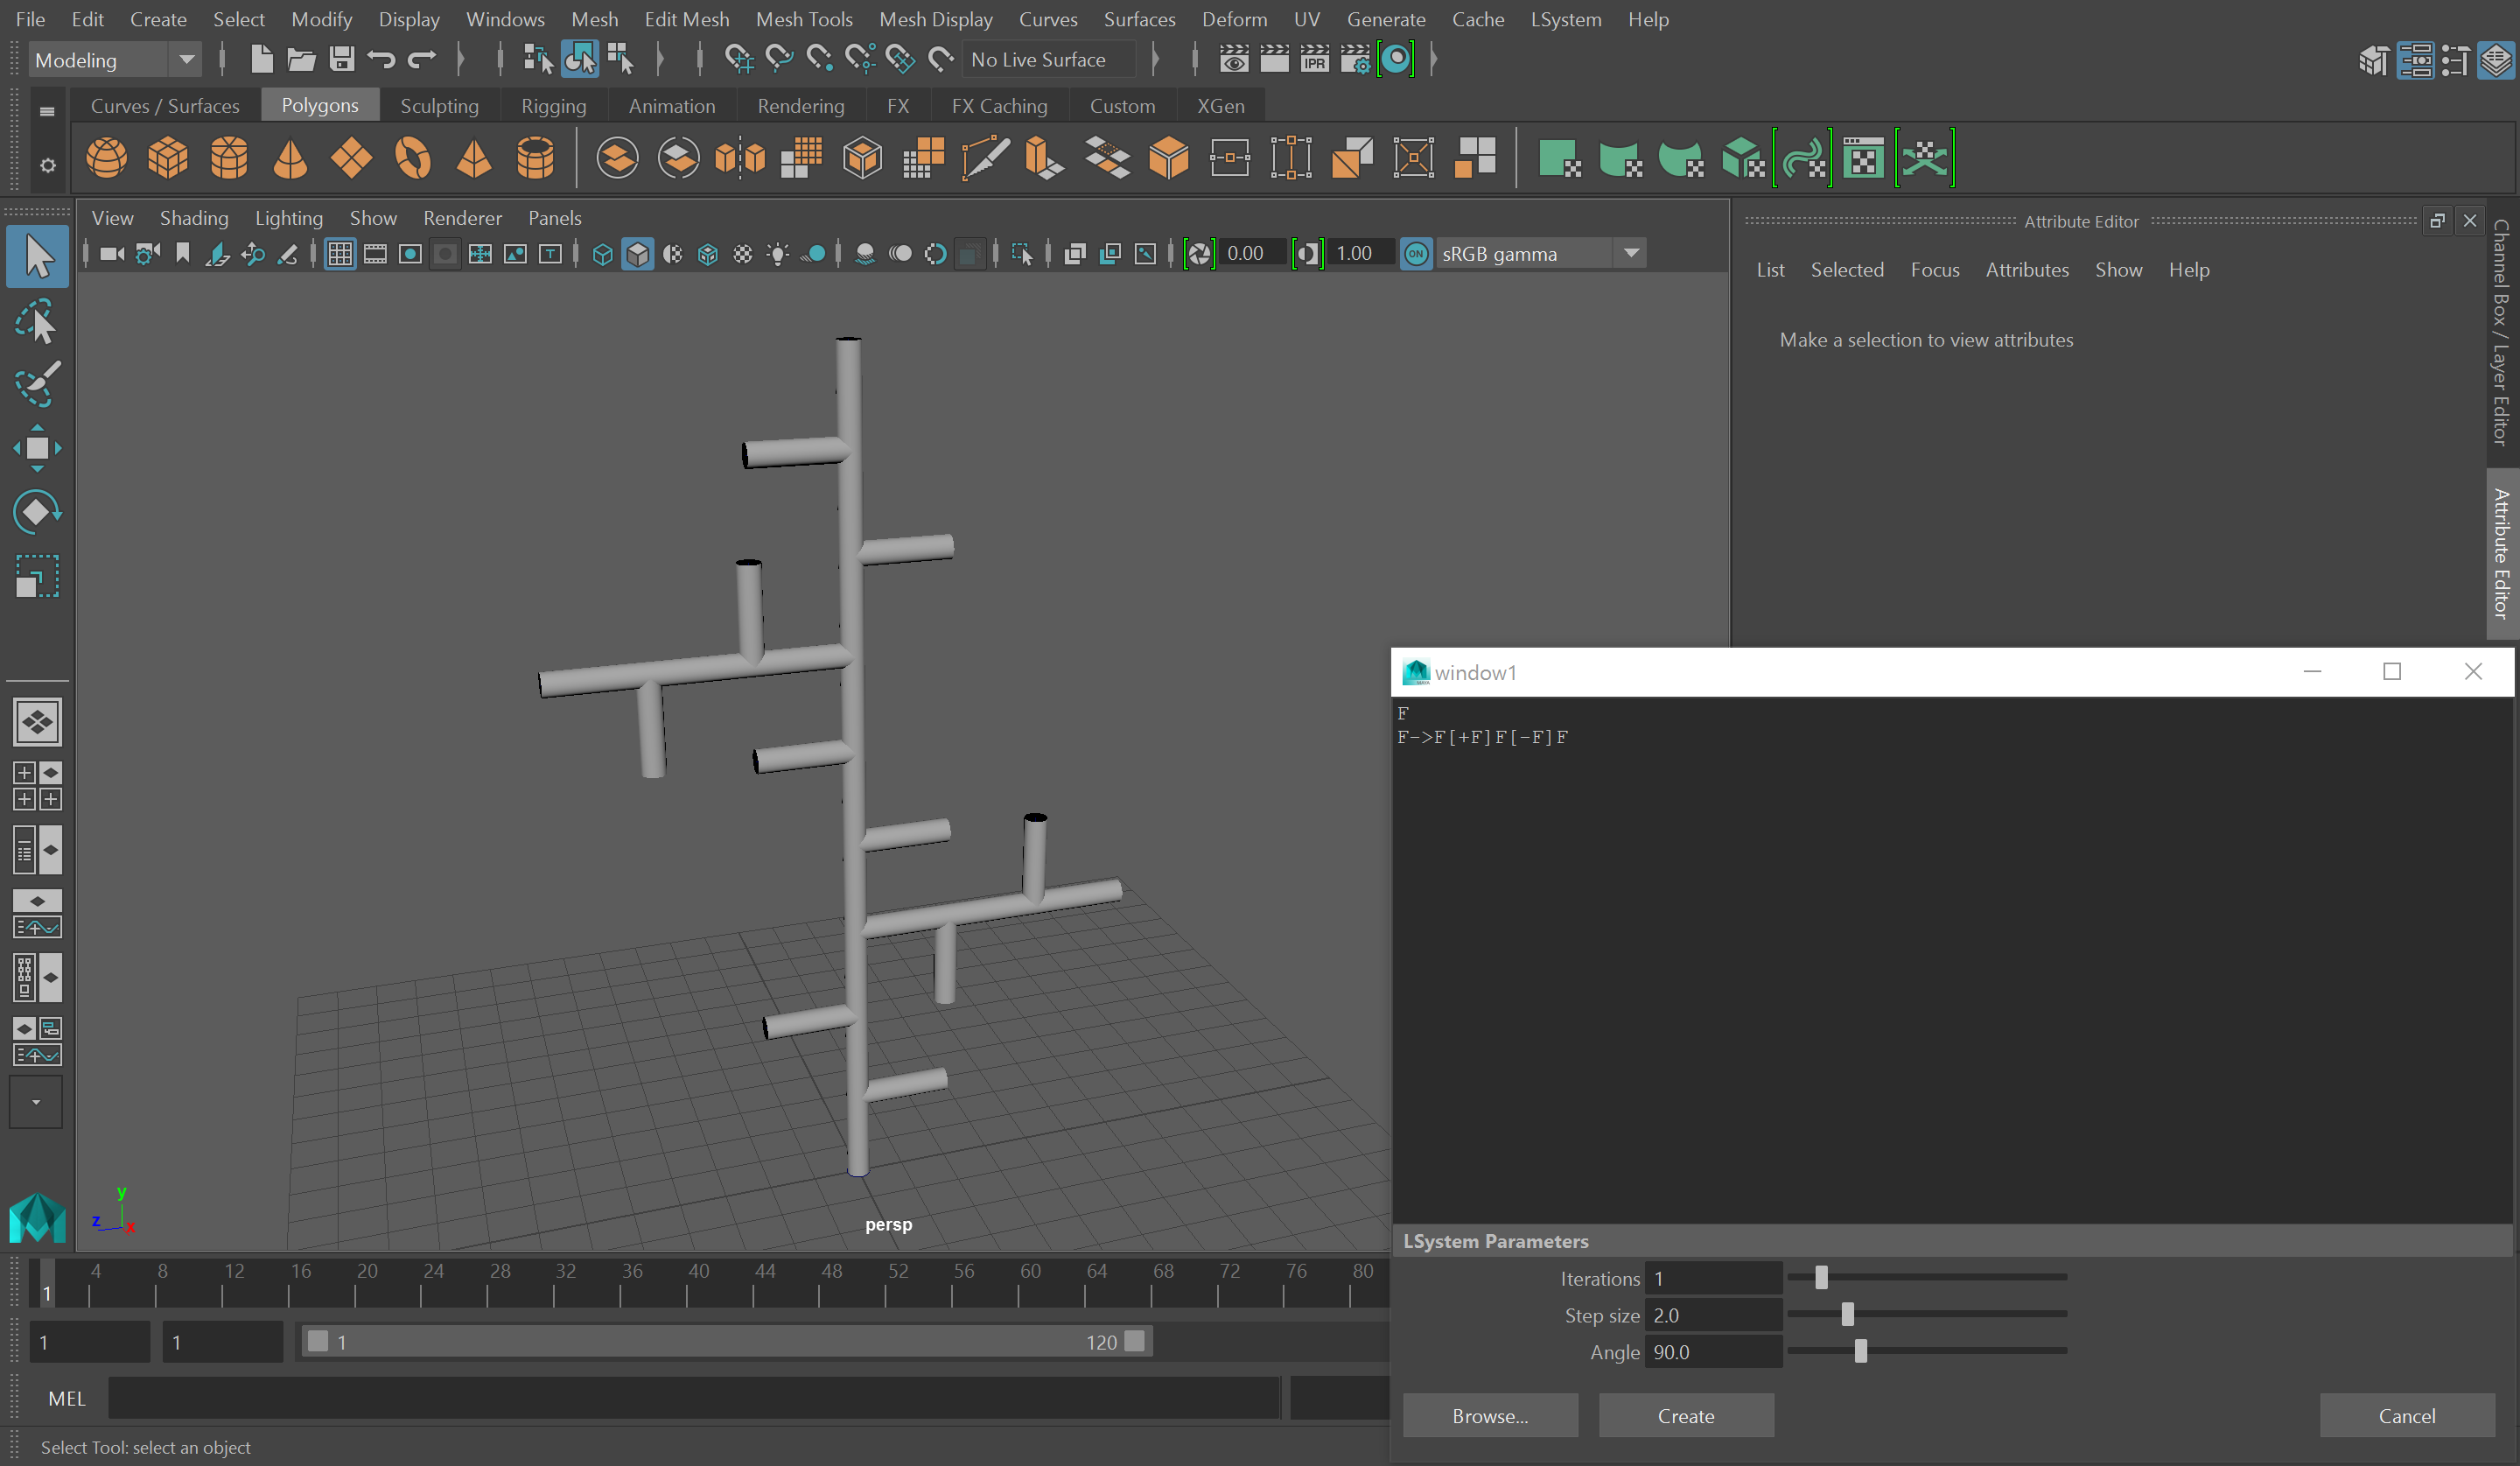 File Edit Create Select Modify Display Windows Mesh Edit Mesh Mesh Tools Mesh Display Curves Surfaces Deform UV Generate Cache LSystem Help
Modeling No Live Surface IPR
Curves / Surfaces Polygons Sculpting Rigging Animation Rendering FX FX Caching Custom XGen
View Shading Lighting Show Renderer Panels
0.00 1.00 ON sRGB gamma
Attribute Editor
List Selected Focus Attributes Show Help
Make a selection to view attributes
Channel Box / Layer Editor
Attribute Editor
window1
F
F->F[+F]F[-F]F
LSystem Parameters
Iterations 1
Step size 2.0
Angle 90.0
Browse... Create Cancel
y
z x
persp
1 4 8 12 16 20 24 28 32 36 40 44 48 52 56 60 64 68 72 76 80
1 1 1 120
MEL
Select Tool: select an object